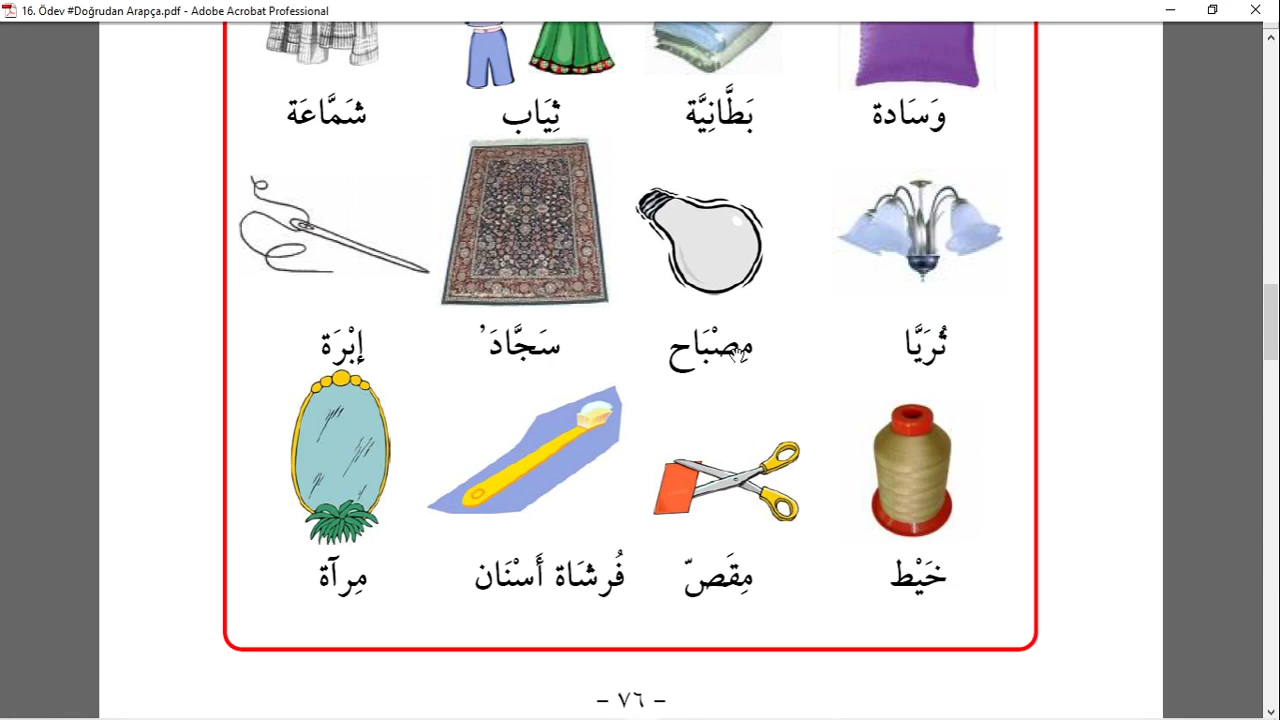 16. Ödev #Doğrudan Arapça.pdf - Adobe Acrobat Professional
وَسَادة بَطَّانِيَّة ثِيَاب شَمَّاعَة
ثُرَيَّا مِصْبَاح سَجَّادَ’ إِبْرَة
خَيْط مِقَصّ فُرشَاة أَسْنَان مِرآة
- ٧٦ -